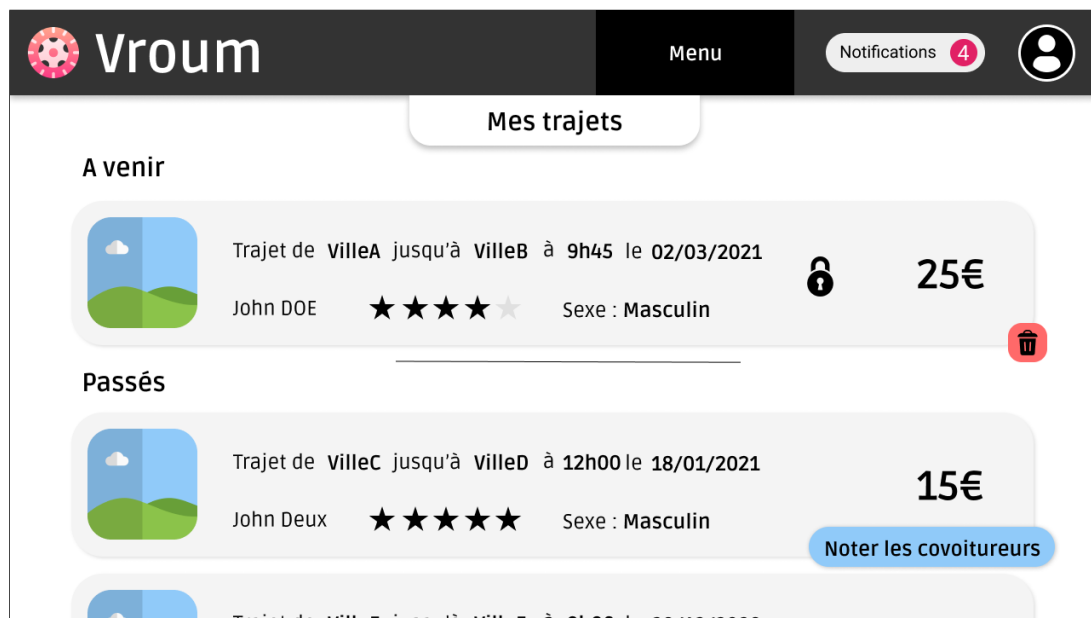 Vroum
Menu
Notifications 4
Mes trajets
A venir
Trajet de VilleA jusqu'à VilleB à 9h45 le 02/03/2021
25€
John DOE
Sexe : Masculin
Passés
Trajet de VilleC jusqu'à VilleD à 12h00 le 18/01/2021
15€
John Deux
Sexe : Masculin
Noter les covoitureurs
Trajet de